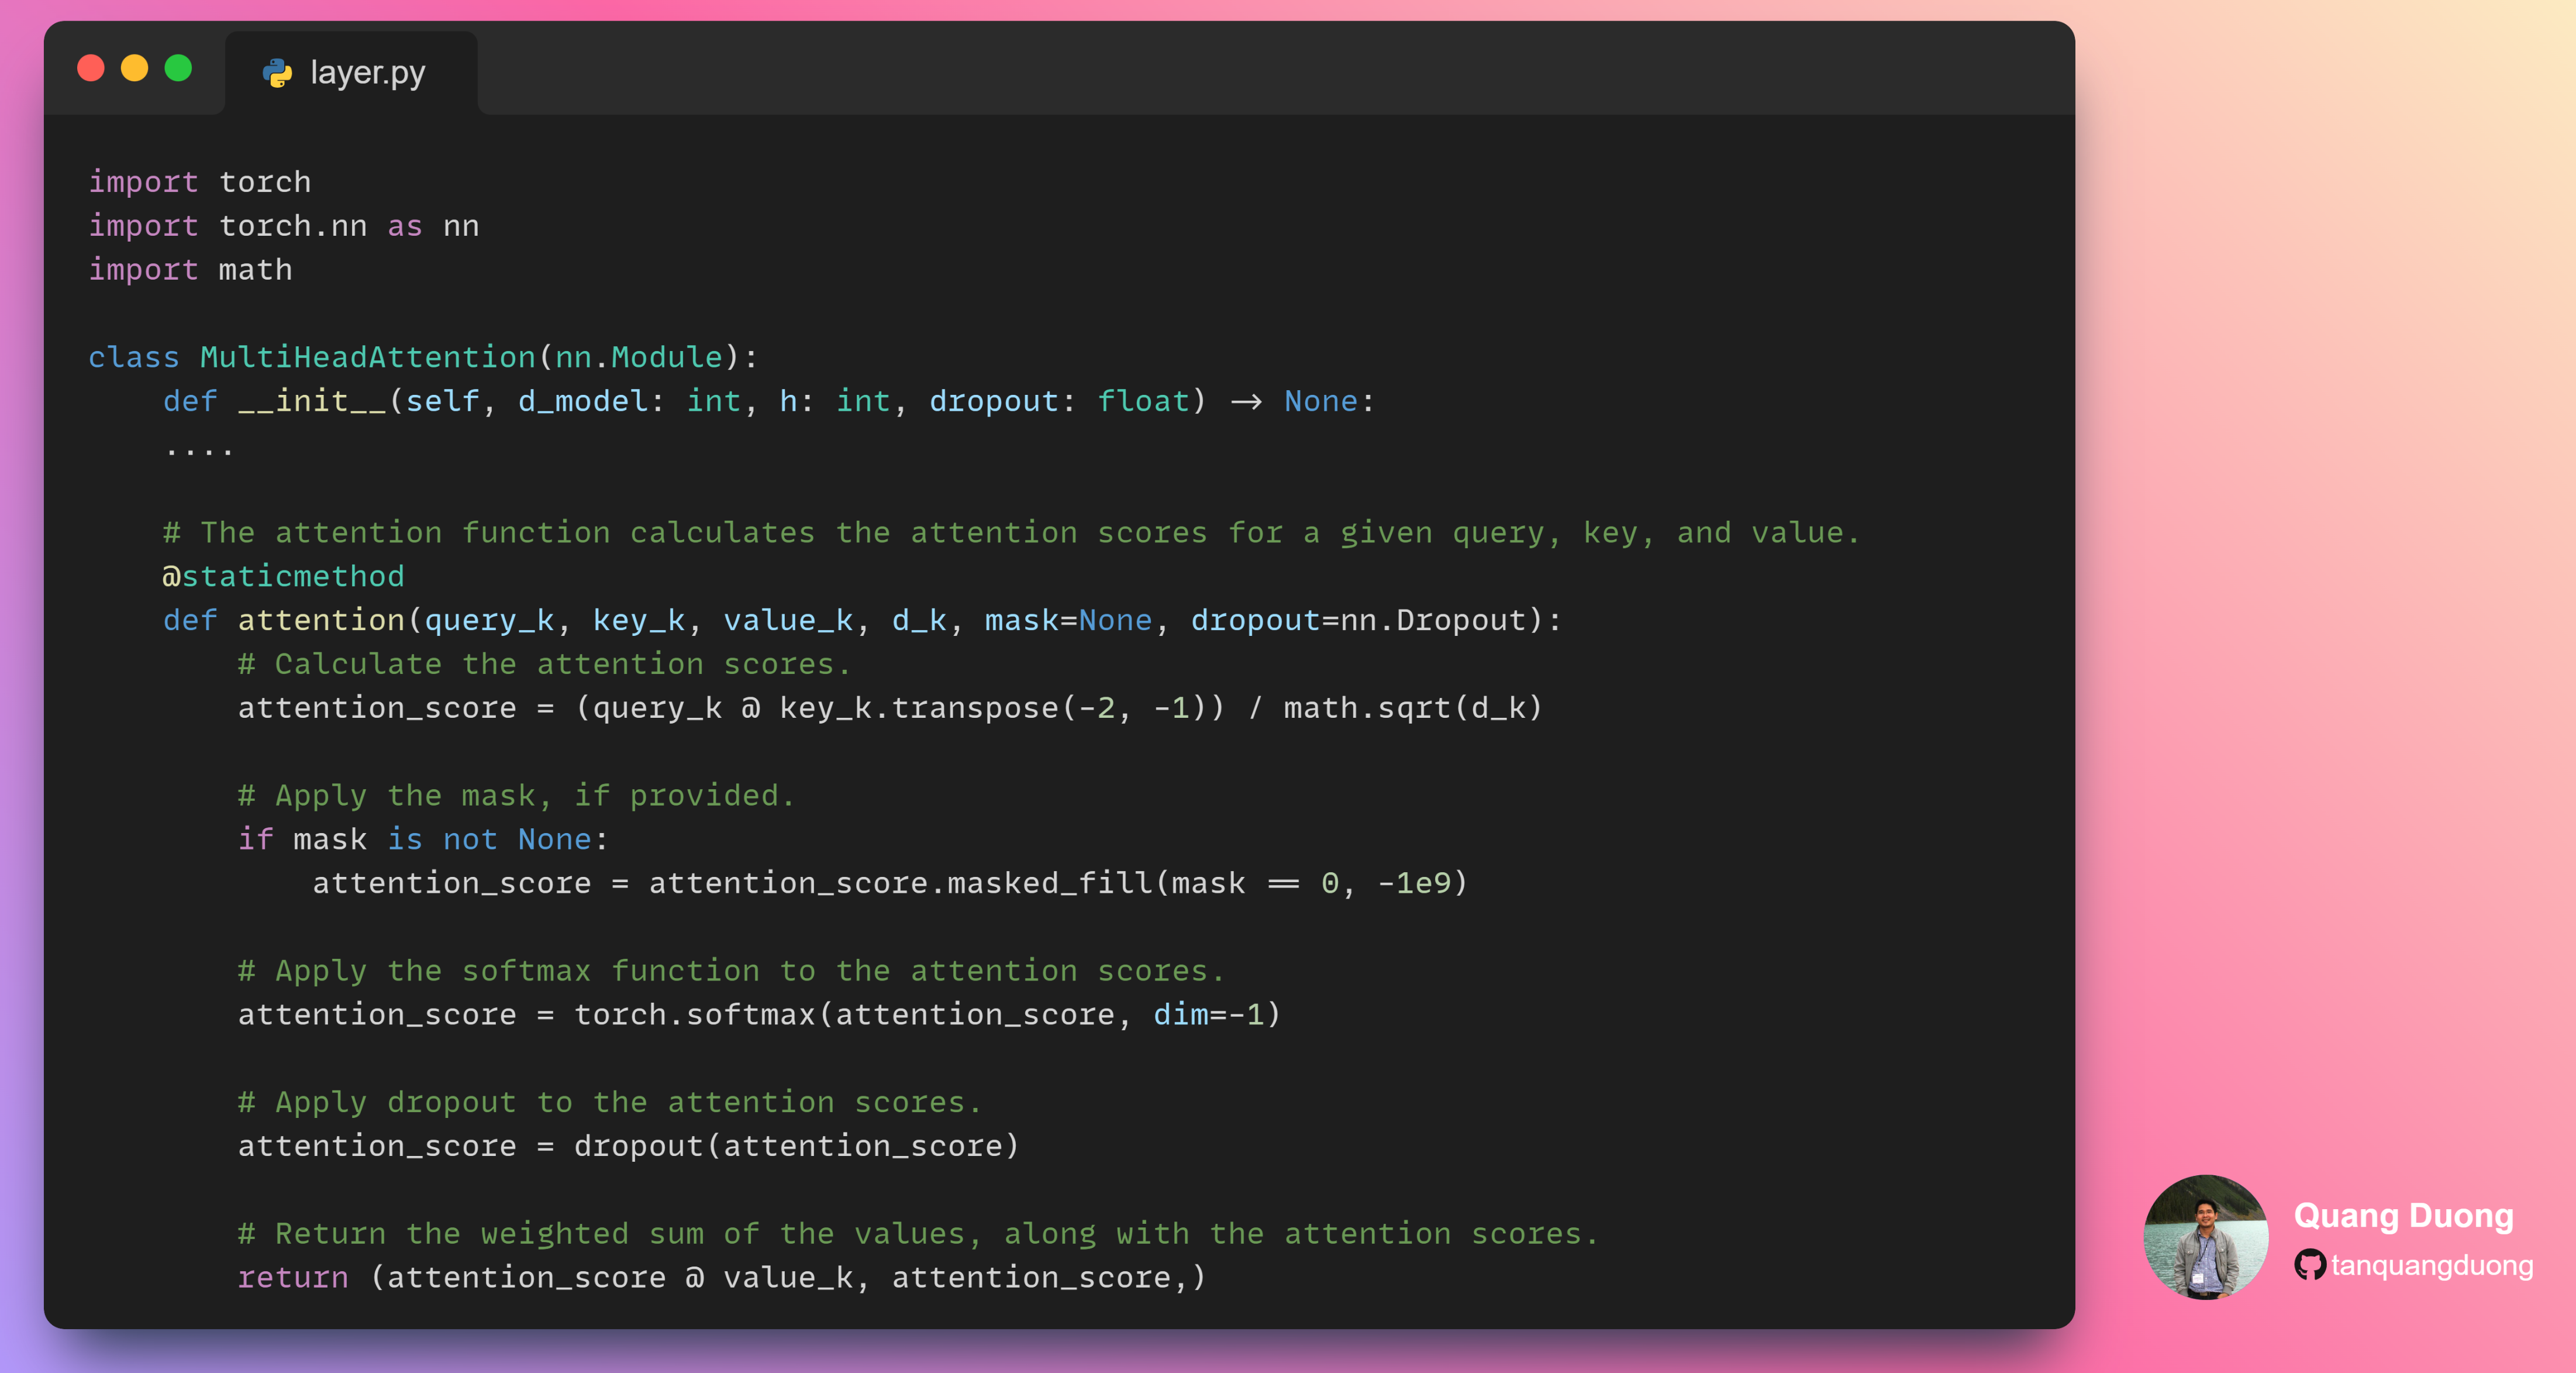 layer.py
import torch
import torch.nn as nn
import math
class MultiHeadAttention(nn.Module):
def __init__(self, d_model: int, h: int, dropout: float) -> None:
....
# The attention function calculates the attention scores for a given query, key, and value.
@staticmethod
def attention(query_k, key_k, value_k, d_k, mask=None, dropout=nn.Dropout):
# Calculate the attention scores.
attention_score = (query_k @ key_k.transpose(-2, -1)) / math.sqrt(d_k)
# Apply the mask, if provided.
if mask is not None:
attention_score = attention_score.masked_fill(mask == 0, -1e9)
# Apply the softmax function to the attention scores.
attention_score = torch.softmax(attention_score, dim=-1)
# Apply dropout to the attention scores.
attention_score = dropout(attention_score)
# Return the weighted sum of the values, along with the attention scores.
return (attention_score @ value_k, attention_score,)
Quang Duong
tanquangduong